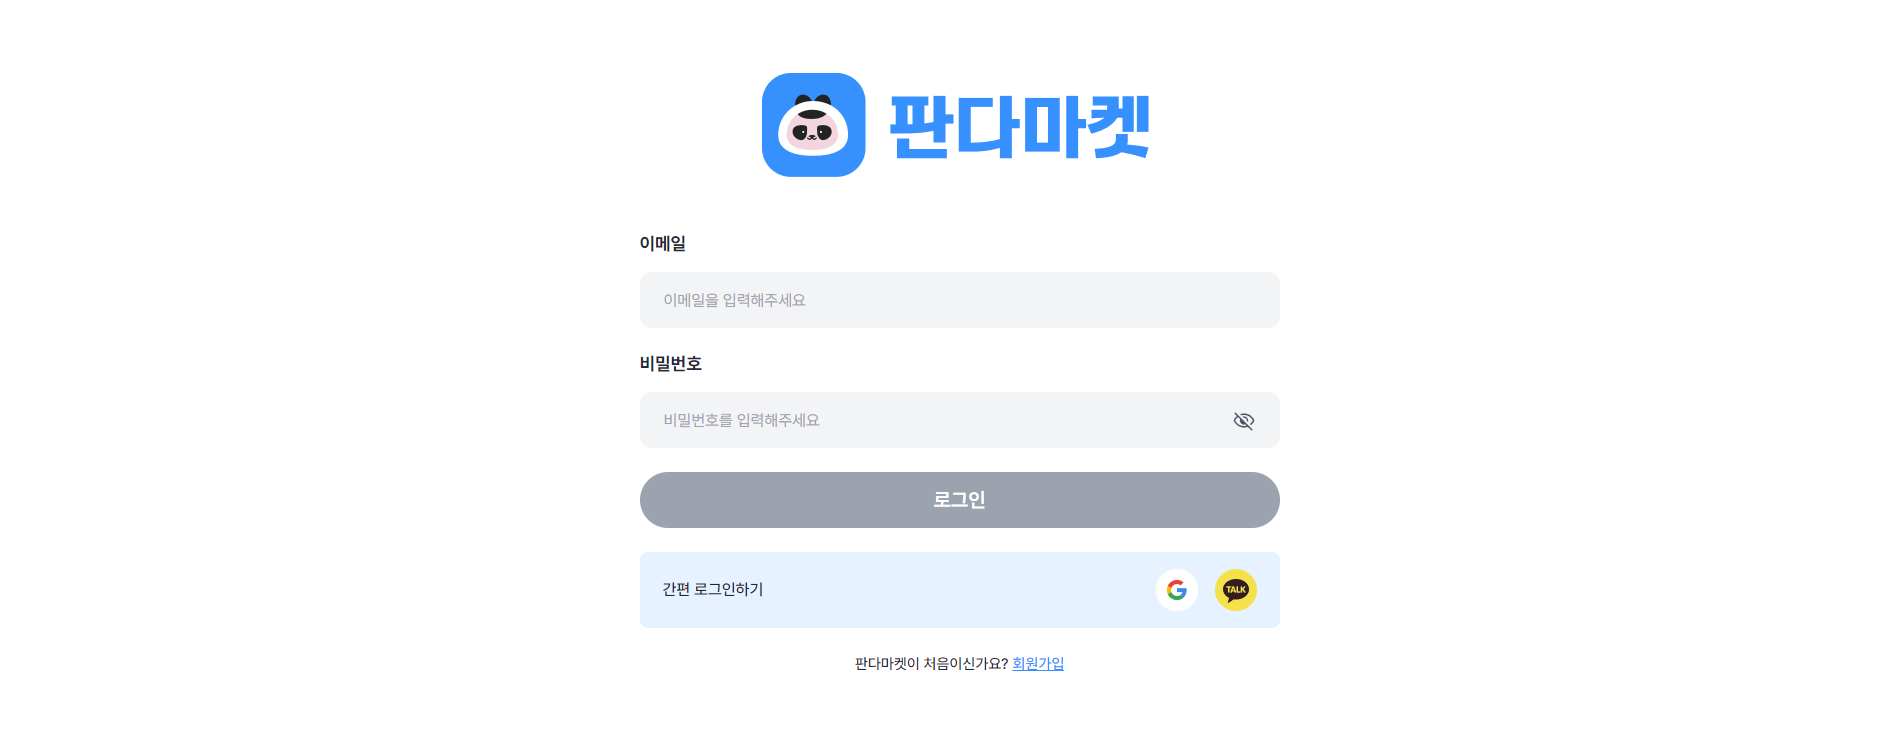 판다마켓
이메일
이메일을 입력해주세요
비밀번호
비밀번호를 입력해주세요
로그인
간편 로그인하기
G
TALK
판다마켓이 처음이신가요? 회원가입